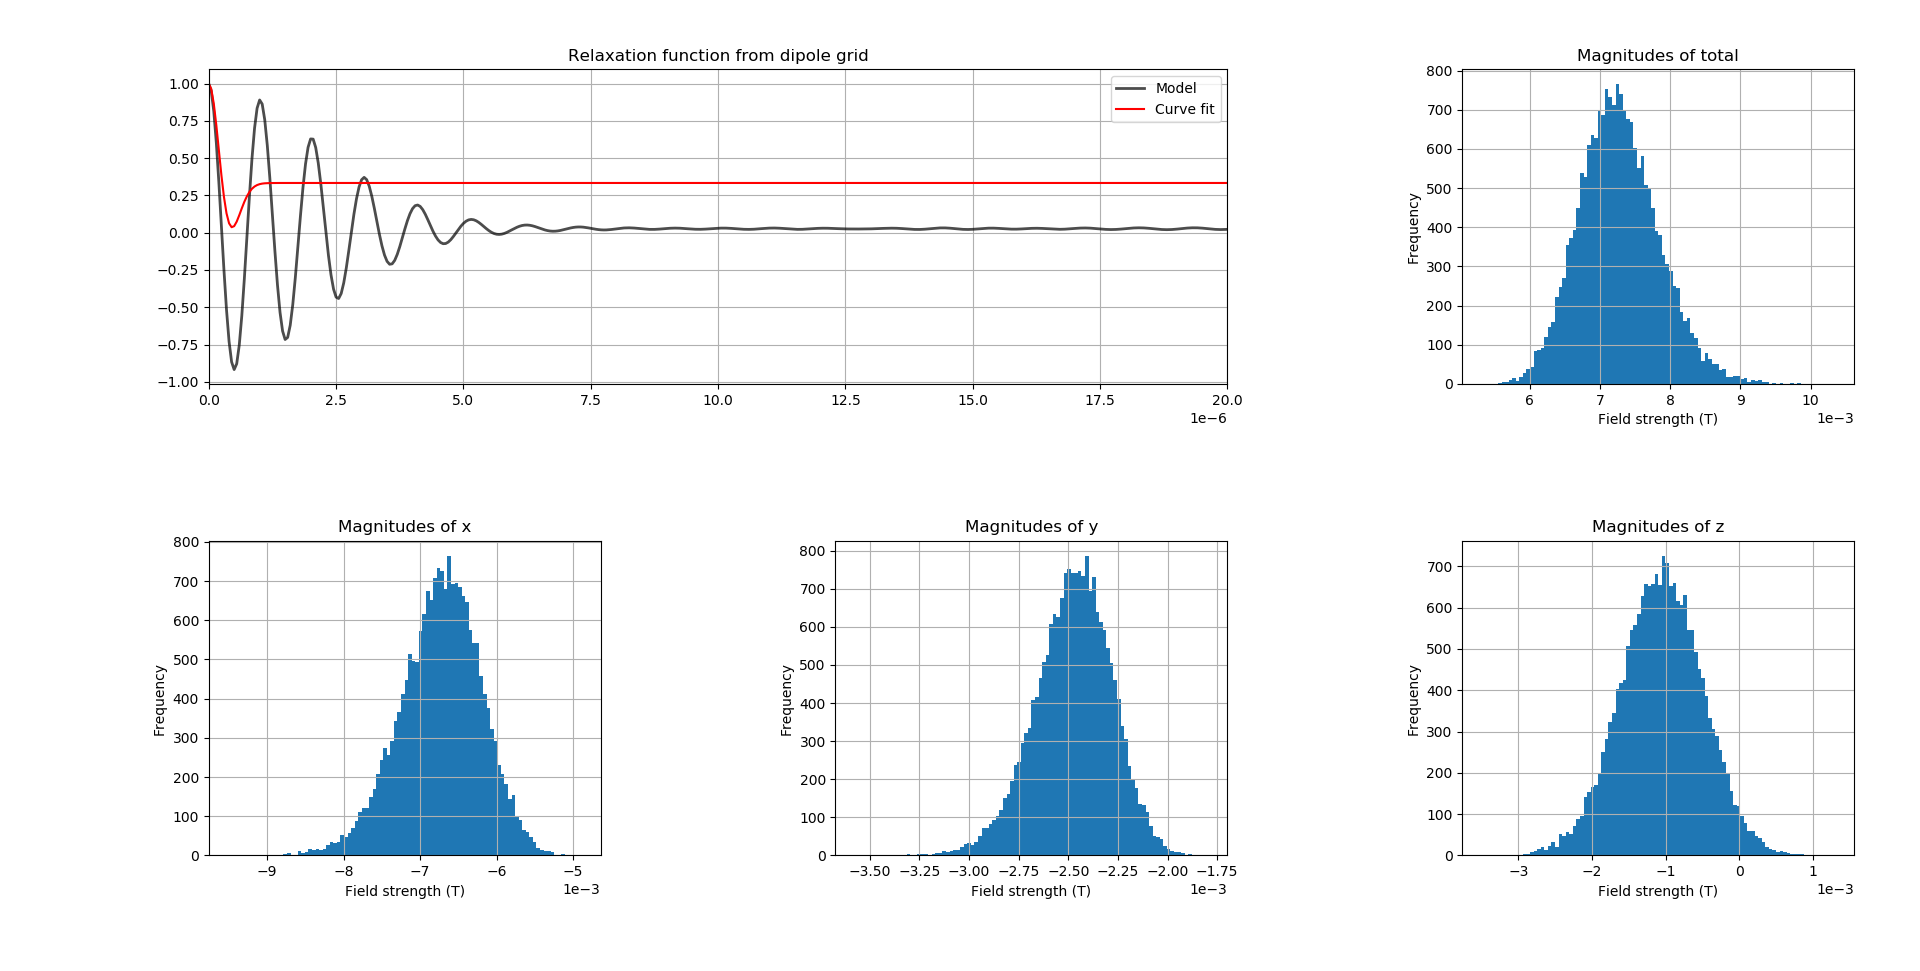 Relaxation function from dipole grid
1.00
0.75
0.50
0.25
0.00
−0.25
−0.50
−0.75
−1.00
0.0 2.5 5.0 7.5 10.0 12.5 15.0 17.5 20.0
1e−6
Model
Curve fit
Magnitudes of total
Frequency
800
700
600
500
400
300
200
100
0
6 7 8 9 10
Field strength (T)
1e−3
Magnitudes of x
Frequency
800
700
600
500
400
300
200
100
0
−9 −8 −7 −6 −5
Field strength (T)
1e−3
Magnitudes of y
Frequency
800
700
600
500
400
300
200
100
0
−3.50 −3.25 −3.00 −2.75 −2.50 −2.25 −2.00 −1.75
Field strength (T)
1e−3
Magnitudes of z
Frequency
700
600
500
400
300
200
100
0
−3 −2 −1 0 1
Field strength (T)
1e−3